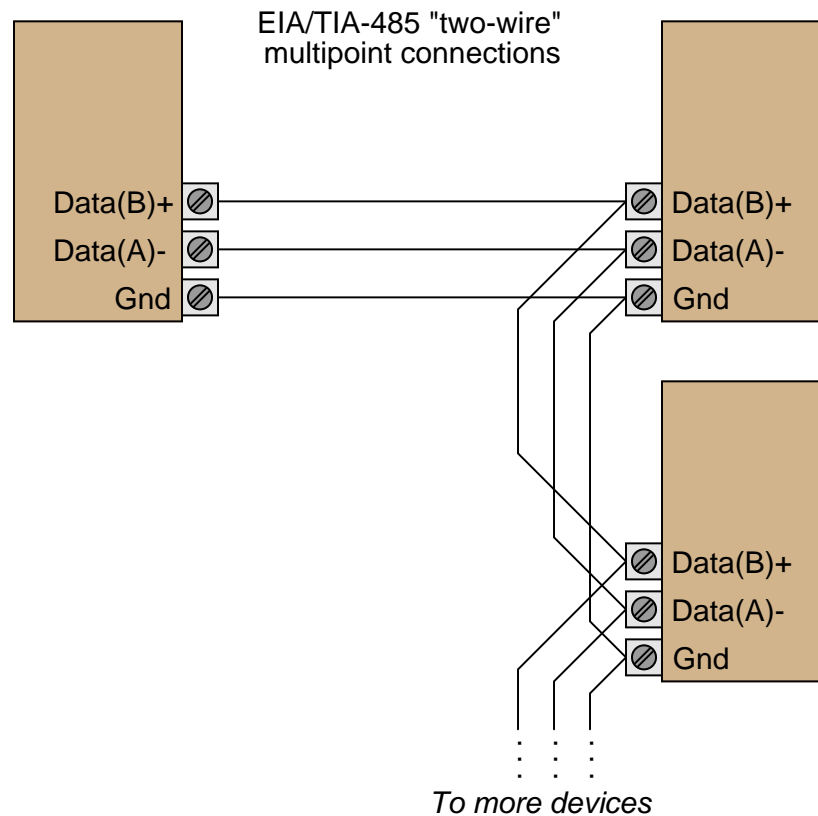 EIA/TIA-485 "two-wire"
multipoint connections
Data(B)+
Data(A)-
Gnd
Data(B)+
Data(A)-
Gnd
Data(B)+
Data(A)-
Gnd
To more devices